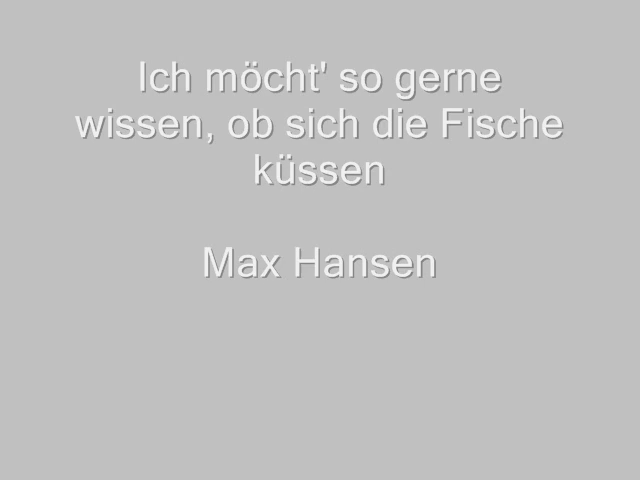 Ich möcht' so gerne
wissen, ob sich die Fische
küssen
Max Hansen